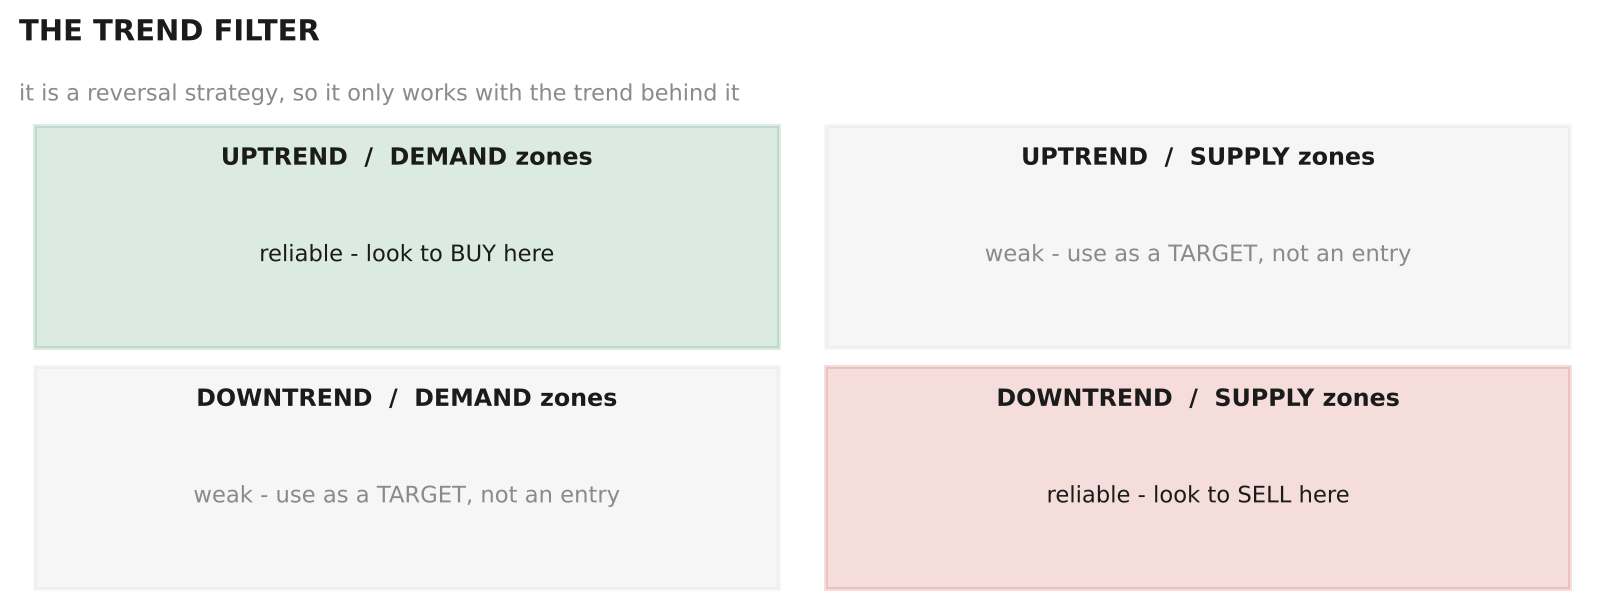 THE TREND FILTER
it is a reversal strategy, so it only works with the trend behind it
UPTREND / DEMAND zones
reliable - look to BUY here
UPTREND / SUPPLY zones
weak - use as a TARGET, not an entry
DOWNTREND / DEMAND zones
weak - use as a TARGET, not an entry
DOWNTREND / SUPPLY zones
reliable - look to SELL here